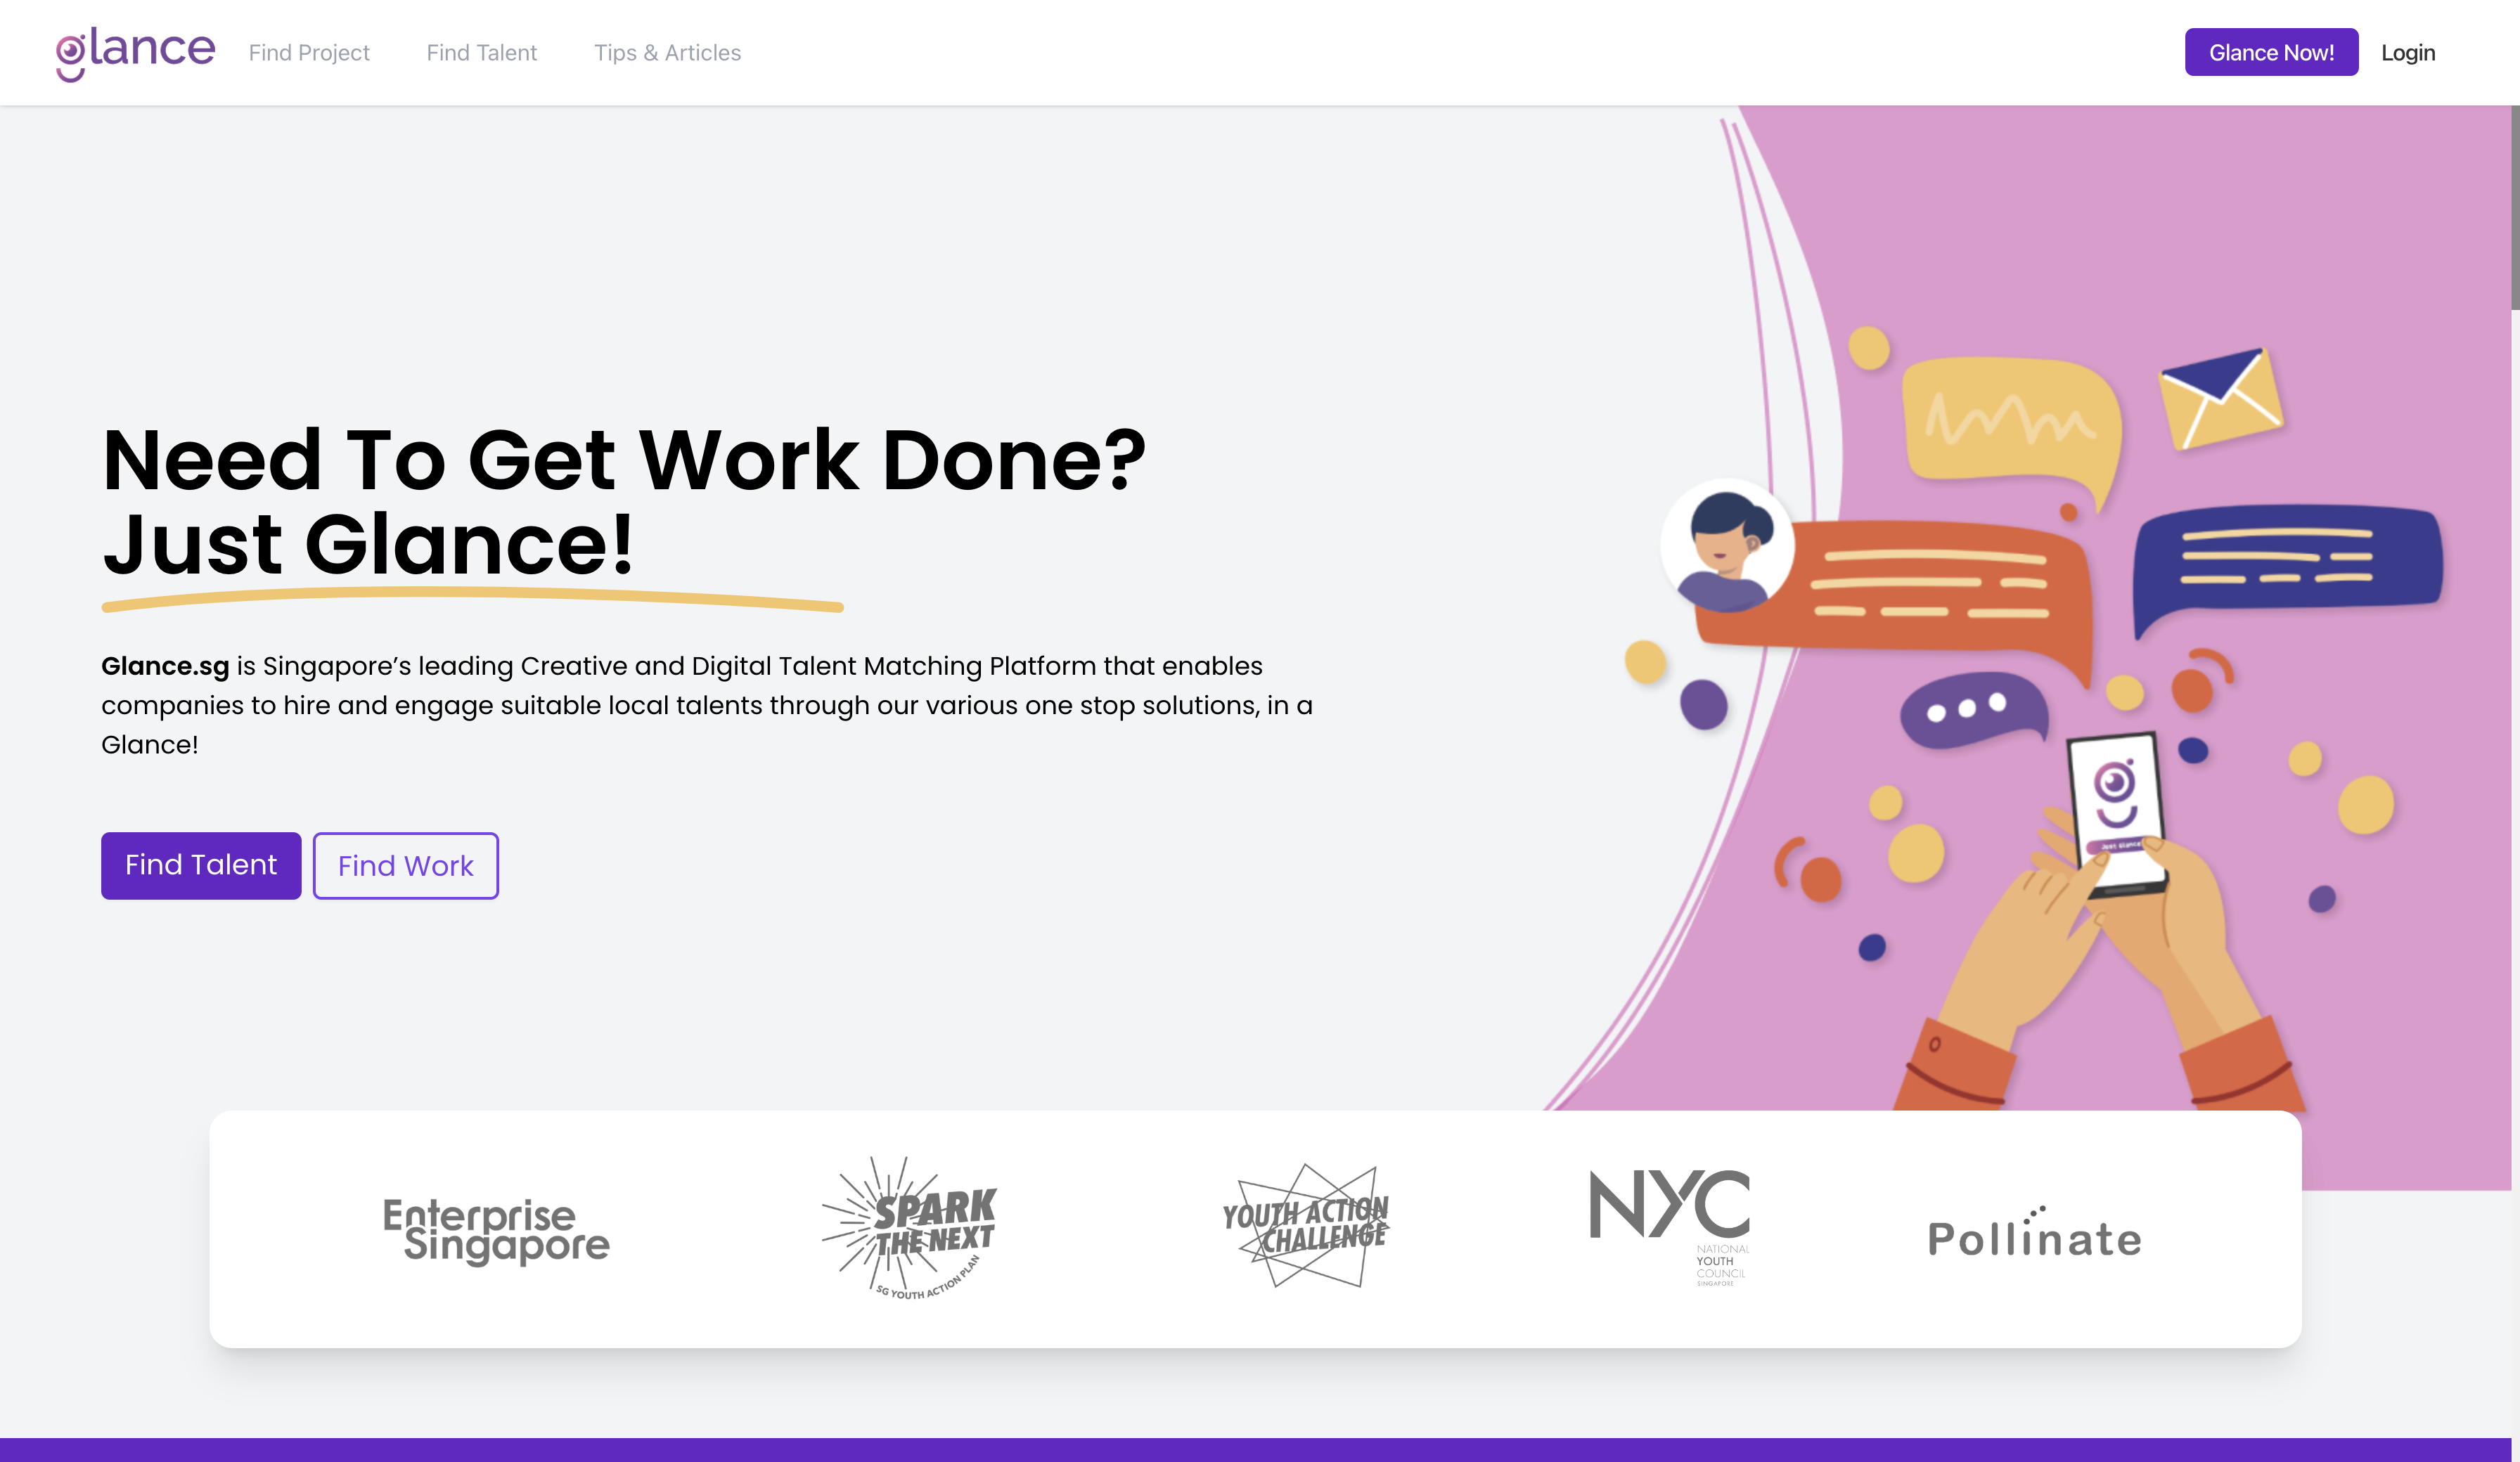 glance
Find Project
Find Talent
Tips & Articles
Glance Now!
Login
Need To Get Work Done?
Just Glance!
Glance.sg is Singapore’s leading Creative and Digital Talent Matching Platform that enables
companies to hire and engage suitable local talents through our various one stop solutions, in a
Glance!
Find Talent
Find Work
Just Glance
Enterprise
Singapore
SPARK
THE NEXT
SG YOUTH ACTION PLAN
YOUTH ACTION
CHALLENGE
NYC
NATIONAL
YOUTH
COUNCIL
SINGAPORE
Pollinate